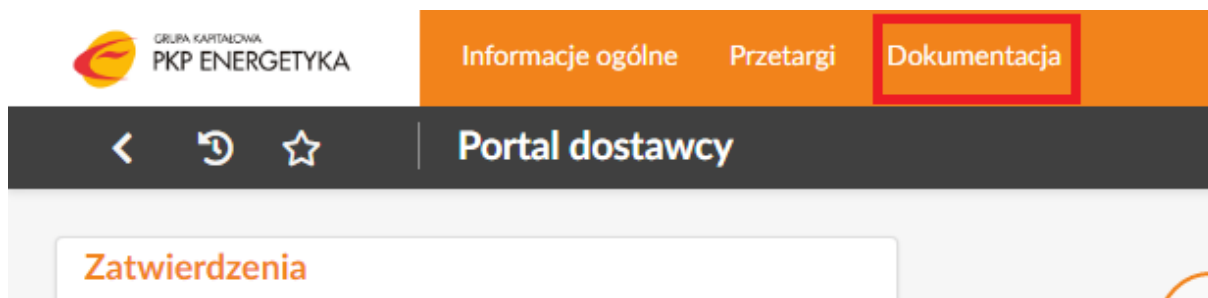 GRUPA KAPITAŁOWA
PKP ENERGETYKA
Informacje ogólne Przetargi Dokumentacja
Portal dostawcy
Zatwierdzenia